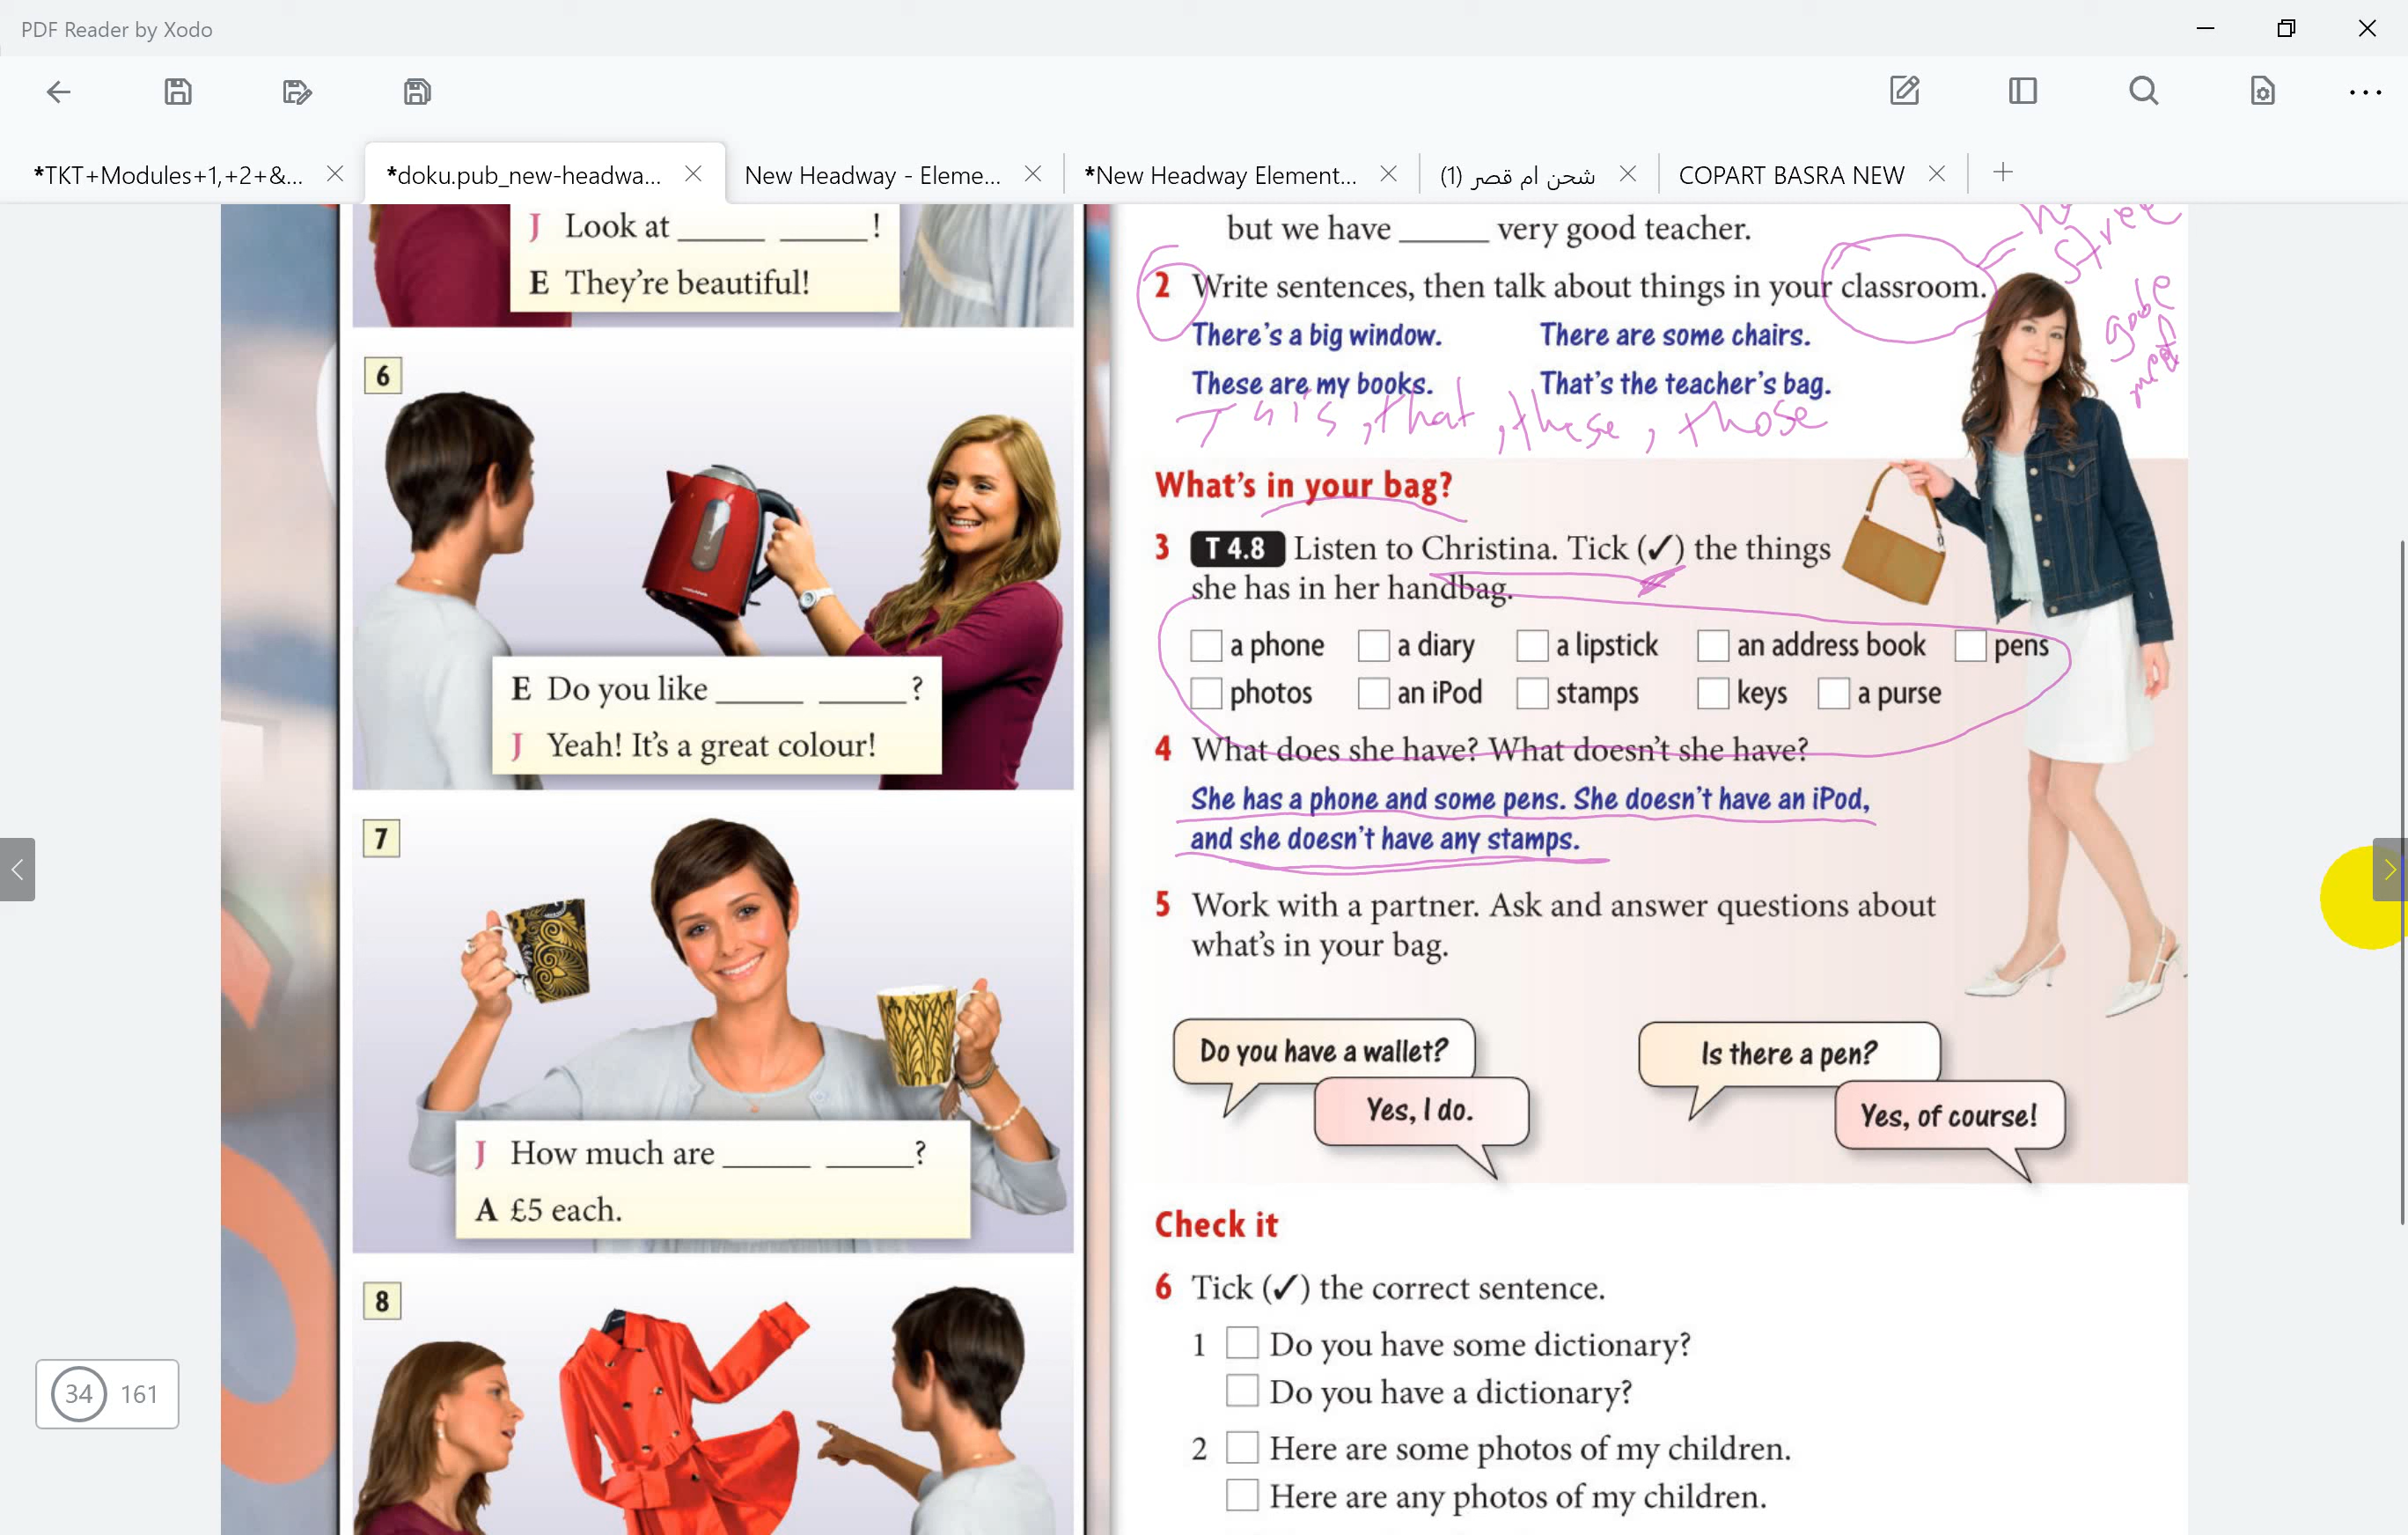 PDF Reader by Xodo
*TKT+Modules+1,+2+&...
*doku.pub_new-headwa...
New Headway - Eleme...
*New Headway Element...
شحن ام قصر (1)
COPART BASRA NEW
J Look at ______ ______!
E They're beautiful!
6
E Do you like ______ ______?
J Yeah! It's a great colour!
7
J How much are ______ ______?
A £5 each.
8
34 161
but we have ______ very good teacher.
2 Write sentences, then talk about things in your classroom.
There's a big window. There are some chairs.
These are my books. That's the teacher's bag.
This, that, these, those
What's in your bag?
3 T 4.8 Listen to Christina. Tick (✓) the things
she has in her handbag.
a phone a diary a lipstick an address book pens
photos an iPod stamps keys a purse
4 What does she have? What doesn't she have?
She has a phone and some pens. She doesn't have an iPod,
and she doesn't have any stamps.
5 Work with a partner. Ask and answer questions about
what's in your bag.
Do you have a wallet?
Yes, I do.
Is there a pen?
Yes, of course!
Check it
6 Tick (✓) the correct sentence.
1 Do you have some dictionary?
Do you have a dictionary?
2 Here are some photos of my children.
Here are any photos of my children.